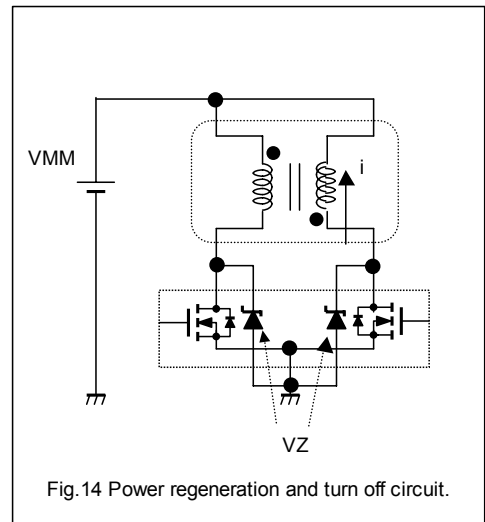 VMM
i
VZ
Fig.14 Power regeneration and turn off circuit.